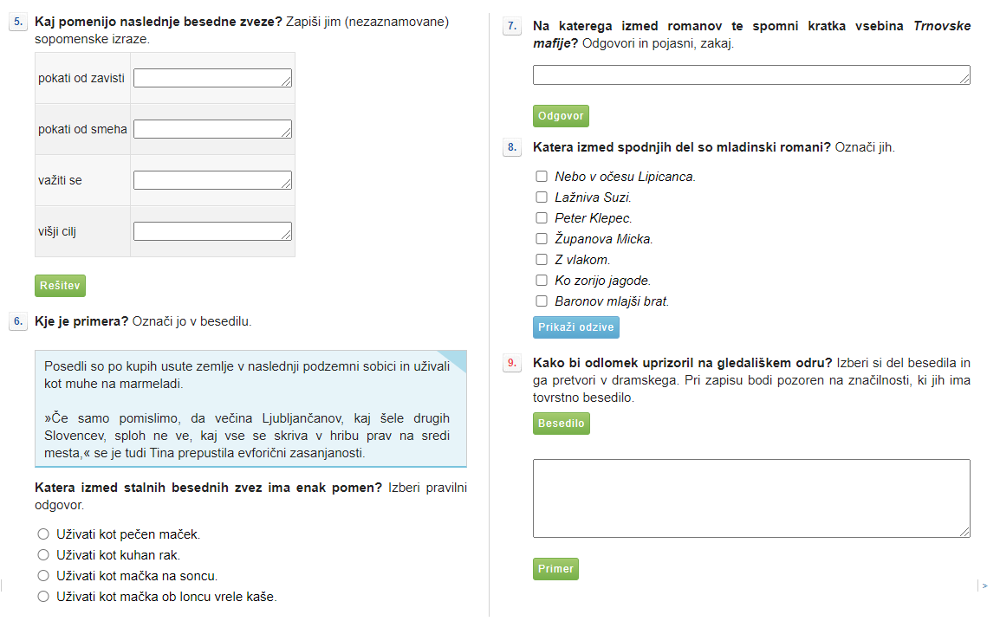 5. Kaj pomenijo naslednje besedne zveze? Zapiši jim (nezaznamovane)
sopomenske izraze.
pokati od zavisti
pokati od smeha
važiti se
višji cilj
Rešitev
6. Kje je primera? Označi jo v besedilu.
Posedli so po kupih usute zemlje v naslednji podzemni sobici in uživali
kot muhe na marmeladi.
»Če samo pomislimo, da večina Ljubljančanov, kaj šele drugih
Slovencev, sploh ne ve, kaj vse se skriva v hribu prav na sredi
mesta,« se je tudi Tina prepustila evforični zasanjanosti.
Katera izmed stalnih besednih zvez ima enak pomen? Izberi pravilni
odgovor.
Uživati kot pečen maček.
Uživati kot kuhan rak.
Uživati kot mačka na soncu.
Uživati kot mačka ob loncu vrele kaše.
7. Na katerega izmed romanov te spomni kratka vsebina Trnovske
mafije? Odgovori in pojasni, zakaj.
Odgovor
8. Katera izmed spodnjih del so mladinski romani? Označi jih.
Nebo v očesu Lipicanca.
Lažniva Suzi.
Peter Klepec.
Županova Micka.
Z vlakom.
Ko zorijo jagode.
Baronov mlajši brat.
Prikaži odzive
9. Kako bi odlomek uprizoril na gledališkem odru? Izberi si del besedila in
ga pretvori v dramskega. Pri zapisu bodi pozoren na značilnosti, ki jih ima
tovrstno besedilo.
Besedilo
Primer
>